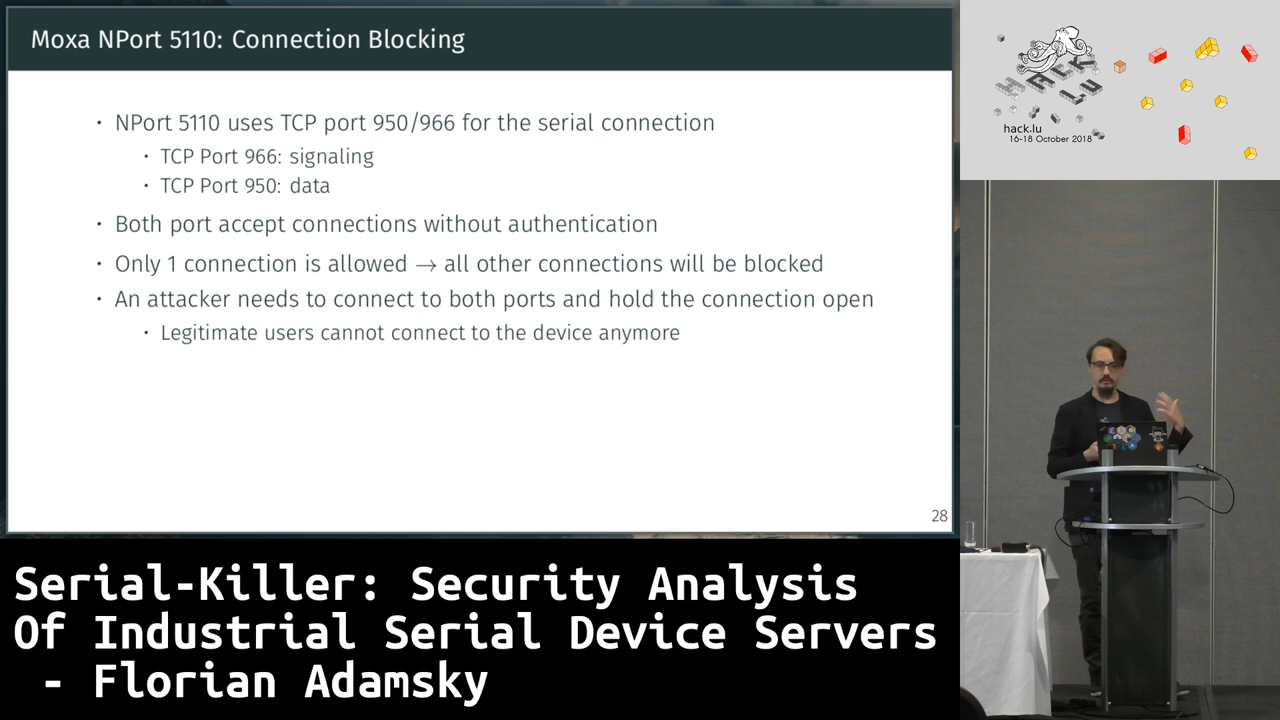 Moxa NPort 5110: Connection Blocking
• NPort 5110 uses TCP port 950/966 for the serial connection
• TCP Port 966: signaling
• TCP Port 950: data
• Both port accept connections without authentication
• Only 1 connection is allowed → all other connections will be blocked
• An attacker needs to connect to both ports and hold the connection open
• Legitimate users cannot connect to the device anymore
28
HACK
LU
hack.lu
16-18 October 2018
Serial-Killer: Security Analysis
Of Industrial Serial Device Servers
- Florian Adamsky